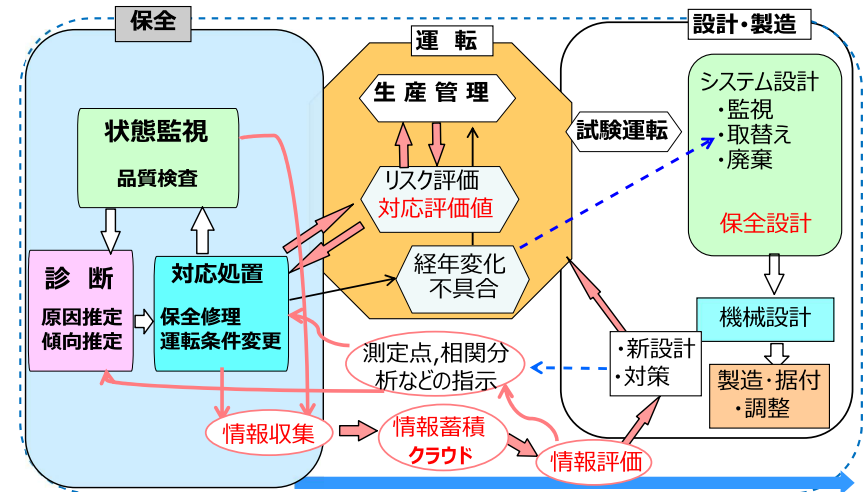 保全
状態監視
品質検査
診 断
原因推定
傾向推定
対応処置
保全修理
運転条件変更
運 転
生 産 管 理
リスク評価
対応評価値
経年変化
不具合
設計・製造
試験運転
システム設計
・監視
・取替え
・廃棄
保全設計
機械設計
製造・据付
・調整
・新設計
・対策
測定点,相関分
析などの指示
情報収集
情報蓄積
クラウド
情報評価